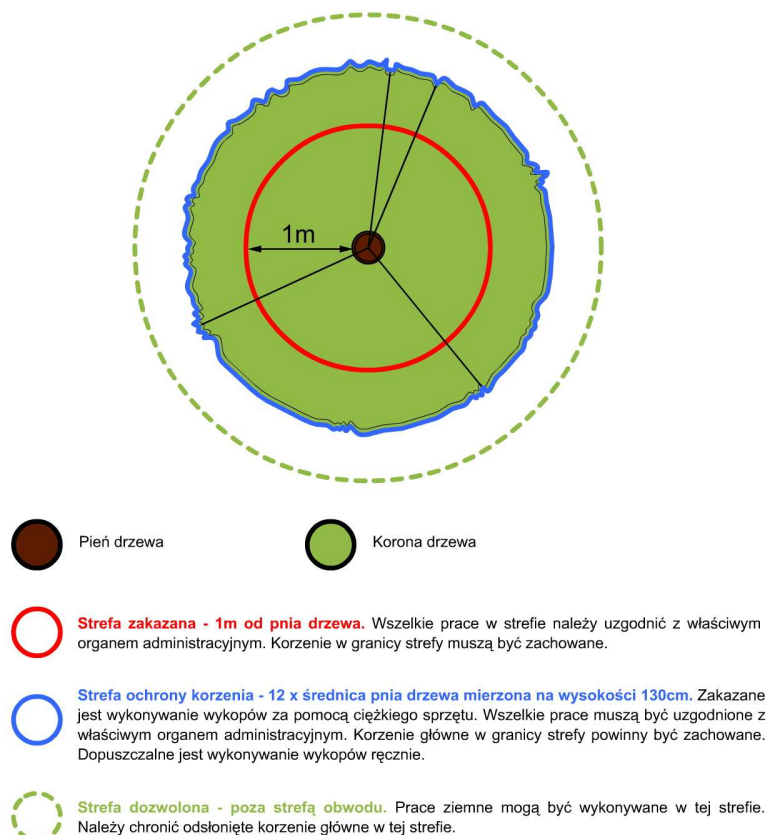 1m
Pień drzewa
Korona drzewa
Strefa zakazana - 1m od pnia drzewa. Wszelkie prace w strefie należy uzgodnić z właściwym
organem administracyjnym. Korzenie w granicy strefy muszą być zachowane.
Strefa ochrony korzenia - 12 x średnica pnia drzewa mierzona na wysokości 130cm. Zakazane
jest wykonywanie wykopów za pomocą ciężkiego sprzętu. Wszelkie prace muszą być uzgodnione z
właściwym organem administracyjnym. Korzenie główne w granicy strefy powinny być zachowane.
Dopuszczalne jest wykonywanie wykopów ręcznie.
Strefa dozwolona - poza strefą obwodu. Prace ziemne mogą być wykonywane w tej strefie.
Należy chronić odsłonięte korzenie główne w tej strefie.